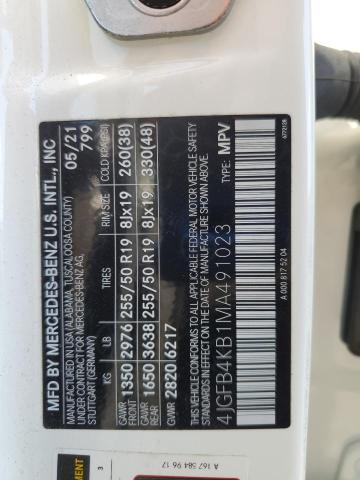 MFD BY MERCEDES-BENZ U.S. INTL., INC
MANUFACTURED IN USA (ALABAMA, TUSCALOOSA COUNTY)
UNDER CONTRACT FOR MERCEDES-BENZ AG,
STUTTGART (GERMANY)
05/21
799
KG LB TIRES RIM SIZE COLD KPA(PSI)
GAWR FRONT 1350 2976 255/50 R19 8Jx19 260(38)
GAWR REAR 1650 3638 255/50 R19 8Jx19 330(48)
GVWR 2820 6217
THIS VEHICLE CONFORMS TO ALL APPLICABLE FEDERAL MOTOR VEHICLE SAFETY
STANDARDS IN EFFECT ON THE DATE OF MANUFACTURE SHOWN ABOVE.
4JGFB4KB1MA491023 TYPE: MPV
A 000 817 52 04
6772128
3
A 167 584 96 17